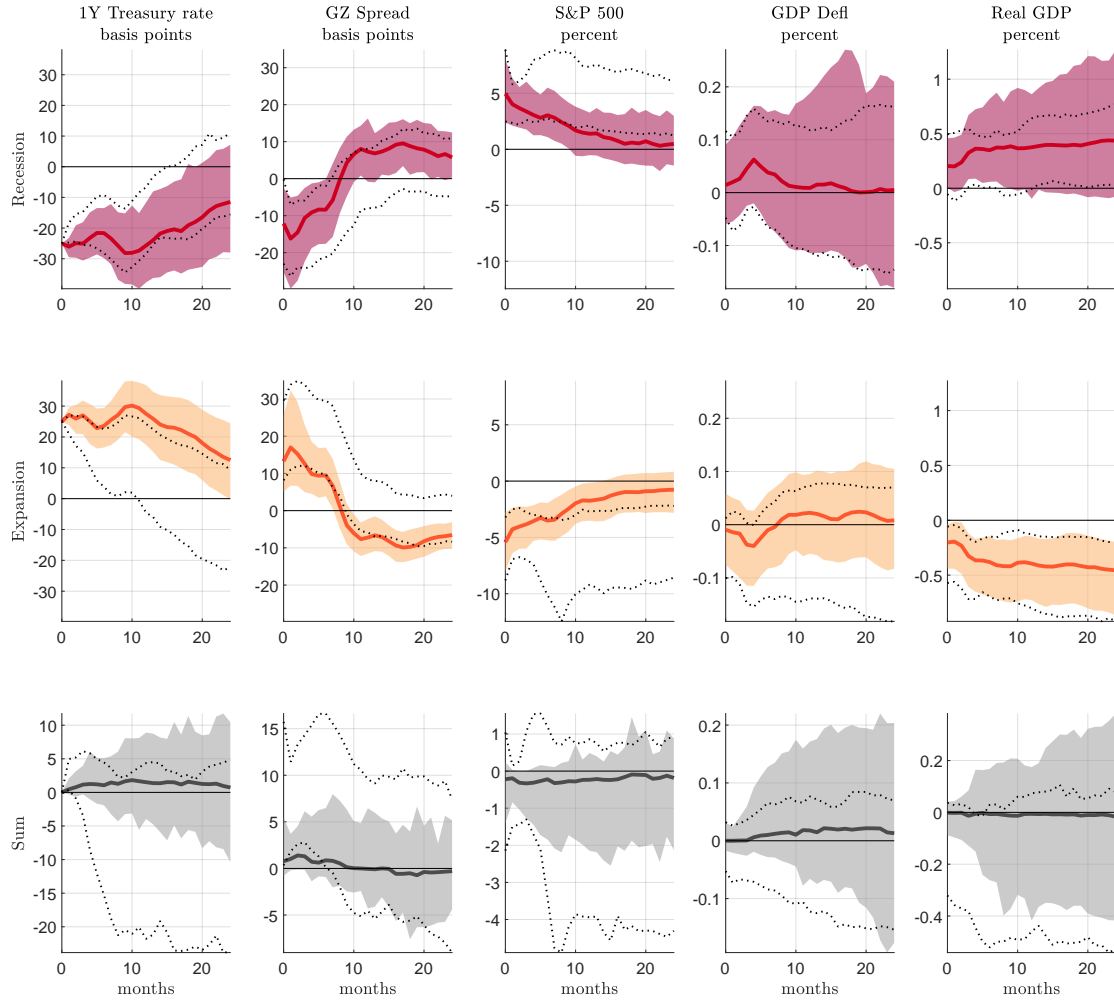 1Y Treasury rate GZ Spread S&P 500 GDP Defl Real GDP
basis points basis points percent percent percent
Recession
30 20 10 0 -10 -20 -30
30 20 10 0 -10 -20
5 0 -5 -10
0.2 0.1 0 -0.1
1 0.5 0 -0.5
0 10 20 0 10 20 0 10 20 0 10 20 0 10 20
Expansion
30 20 10 0 -10 -20 -30
30 20 10 0 -10 -20
5 0 -5 -10
0.2 0.1 0 -0.1
1 0.5 0 -0.5
0 10 20 0 10 20 0 10 20 0 10 20 0 10 20
Sum
10 5 0 -5 -10 -15 -20
15 10 5 0 -5
1 0 -1 -2 -3 -4
0.2 0.1 0 -0.1
0.2 0 -0.2 -0.4
0 10 20 0 10 20 0 10 20 0 10 20 0 10 20
months months months months months